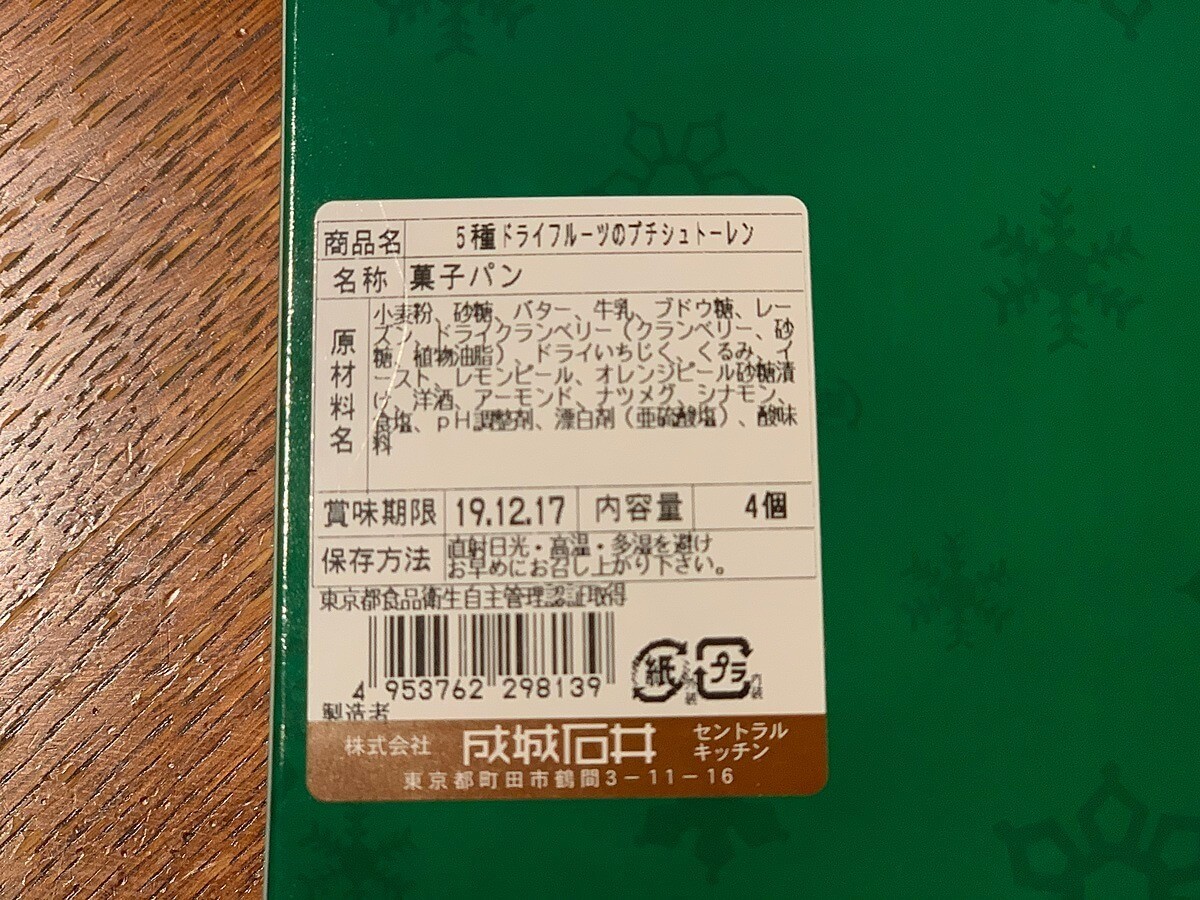 商品名 5種ドライフルーツのプチシュトーレン
名称 菓子パン
原材料名
小麦粉、砂糖、バター、牛乳、ブドウ糖、レー
ズン、ドライクランベリー（クランベリー、砂
糖、植物油脂）、ドライいちじく、くるみ、イ
ースト、レモンピール、オレンジピール砂糖漬
け、洋酒、アーモンド、ナツメグ、シナモン、
食塩、pH調整剤、漂白剤（亜硫酸塩）、酸味
料
賞味期限 19.12.17 内容量 4個
保存方法 直射日光・高温・多湿を避け
お早めにお召し上がり下さい。
東京都食品衛生自主管理認証取得
4 953762 298139
紙 プラ
製造者
株式会社 成城石井 セントラル
キッチン
東京都町田市鶴間3－11－16